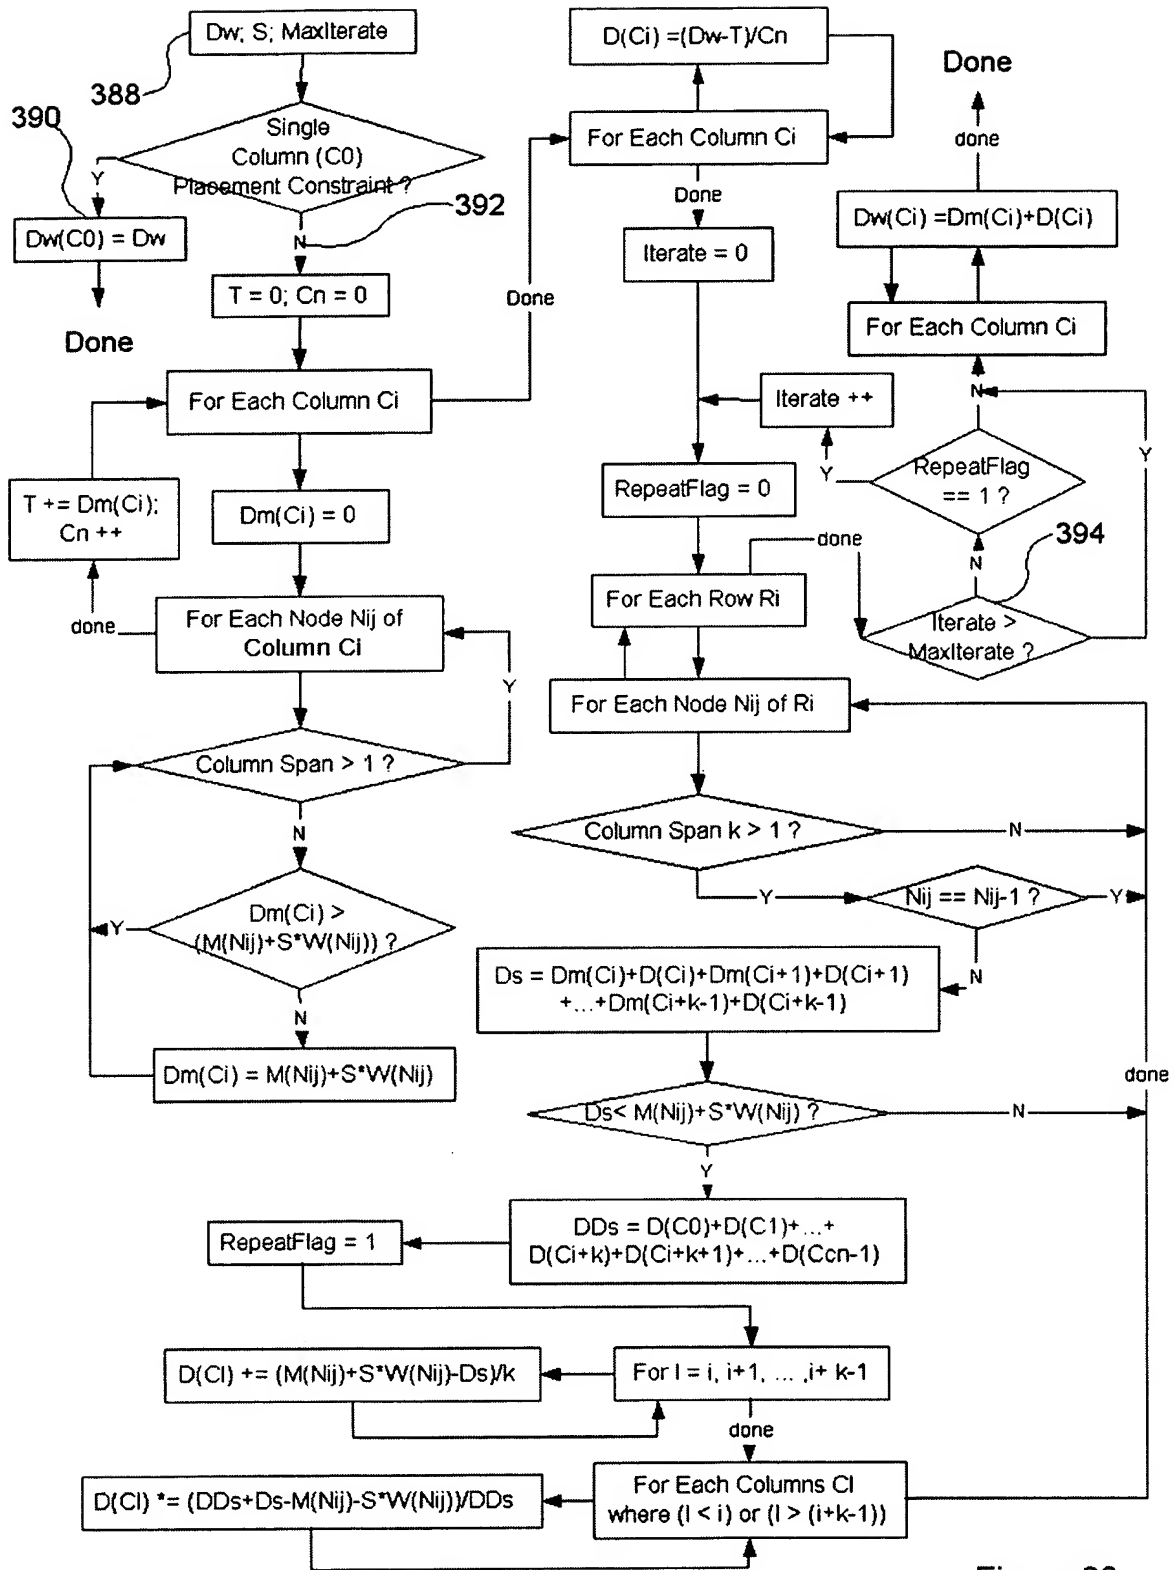 Dw; S; MaxIterate
388
Single
Column (C0)
Placement Constraint ?
390
Y
Dw(C0) = Dw
Done
392
N
T = 0; Cn = 0
For Each Column Ci
Done
T += Dm(Ci);
Cn ++
Dm(Ci) = 0
done
For Each Node Nij of
Column Ci
Y
Column Span > 1 ?
N
Dm(Ci) >
(M(Nij)+S*W(Nij)) ?
Y
N
Dm(Ci) = M(Nij)+S*W(Nij)
D(Ci) =(Dw-T)/Cn
For Each Column Ci
Done
Iterate = 0
Done
done
Dw(Ci) =Dm(Ci)+D(Ci)
For Each Column Ci
N
Iterate ++
Y
RepeatFlag
== 1 ?
Y
RepeatFlag = 0
N
394
done
For Each Row Ri
Iterate >
MaxIterate ?
For Each Node Nij of Ri
Column Span k > 1 ?
N
Y
Nij == Nij-1 ?
Y
N
Ds = Dm(Ci)+D(Ci)+Dm(Ci+1)+D(Ci+1)
+...+Dm(Ci+k-1)+D(Ci+k-1)
done
Ds< M(Nij)+S*W(Nij) ?
N
Y
DDs = D(C0)+D(C1)+...+
D(Ci+k)+D(Ci+k+1)+...+D(Ccn-1)
RepeatFlag = 1
D(Cl) += (M(Nij)+S*W(Nij)-Ds)/k
For l = i, i+1, ... ,i+ k-1
done
D(Cl) *= (DDs+Ds-M(Nij)-S*W(Nij))/DDs
For Each Columns Cl
where (l < i) or (l > (i+k-1))